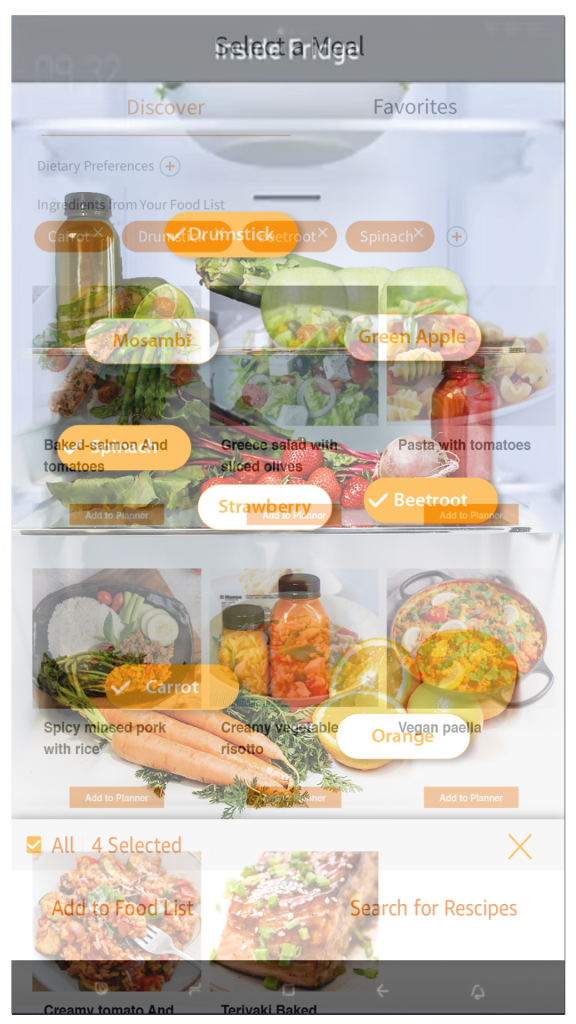 Select a Meal
Inside Fridge
09:32
Discover Favorites
Dietary Preferences +
Ingredients from Your Food List
Carrot × Drumstick × Beetroot × Spinach × +
Drumstick
Mosambi Green Apple
Baked-salmon And tomatoes
Greece salad with sliced olives
Pasta with tomatoes
Spinach
Strawberry
Beetroot
Add to Planner Add to Planner Add to Planner
Carrot
Orange
Spicy minsed pork with rice
Creamy vegetable risotto
Vegan paella
Add to Planner Add to Planner Add to Planner
All 4 Selected
Add to Food List Search for Rescipes
Creamy tomato And Teriyaki Baked